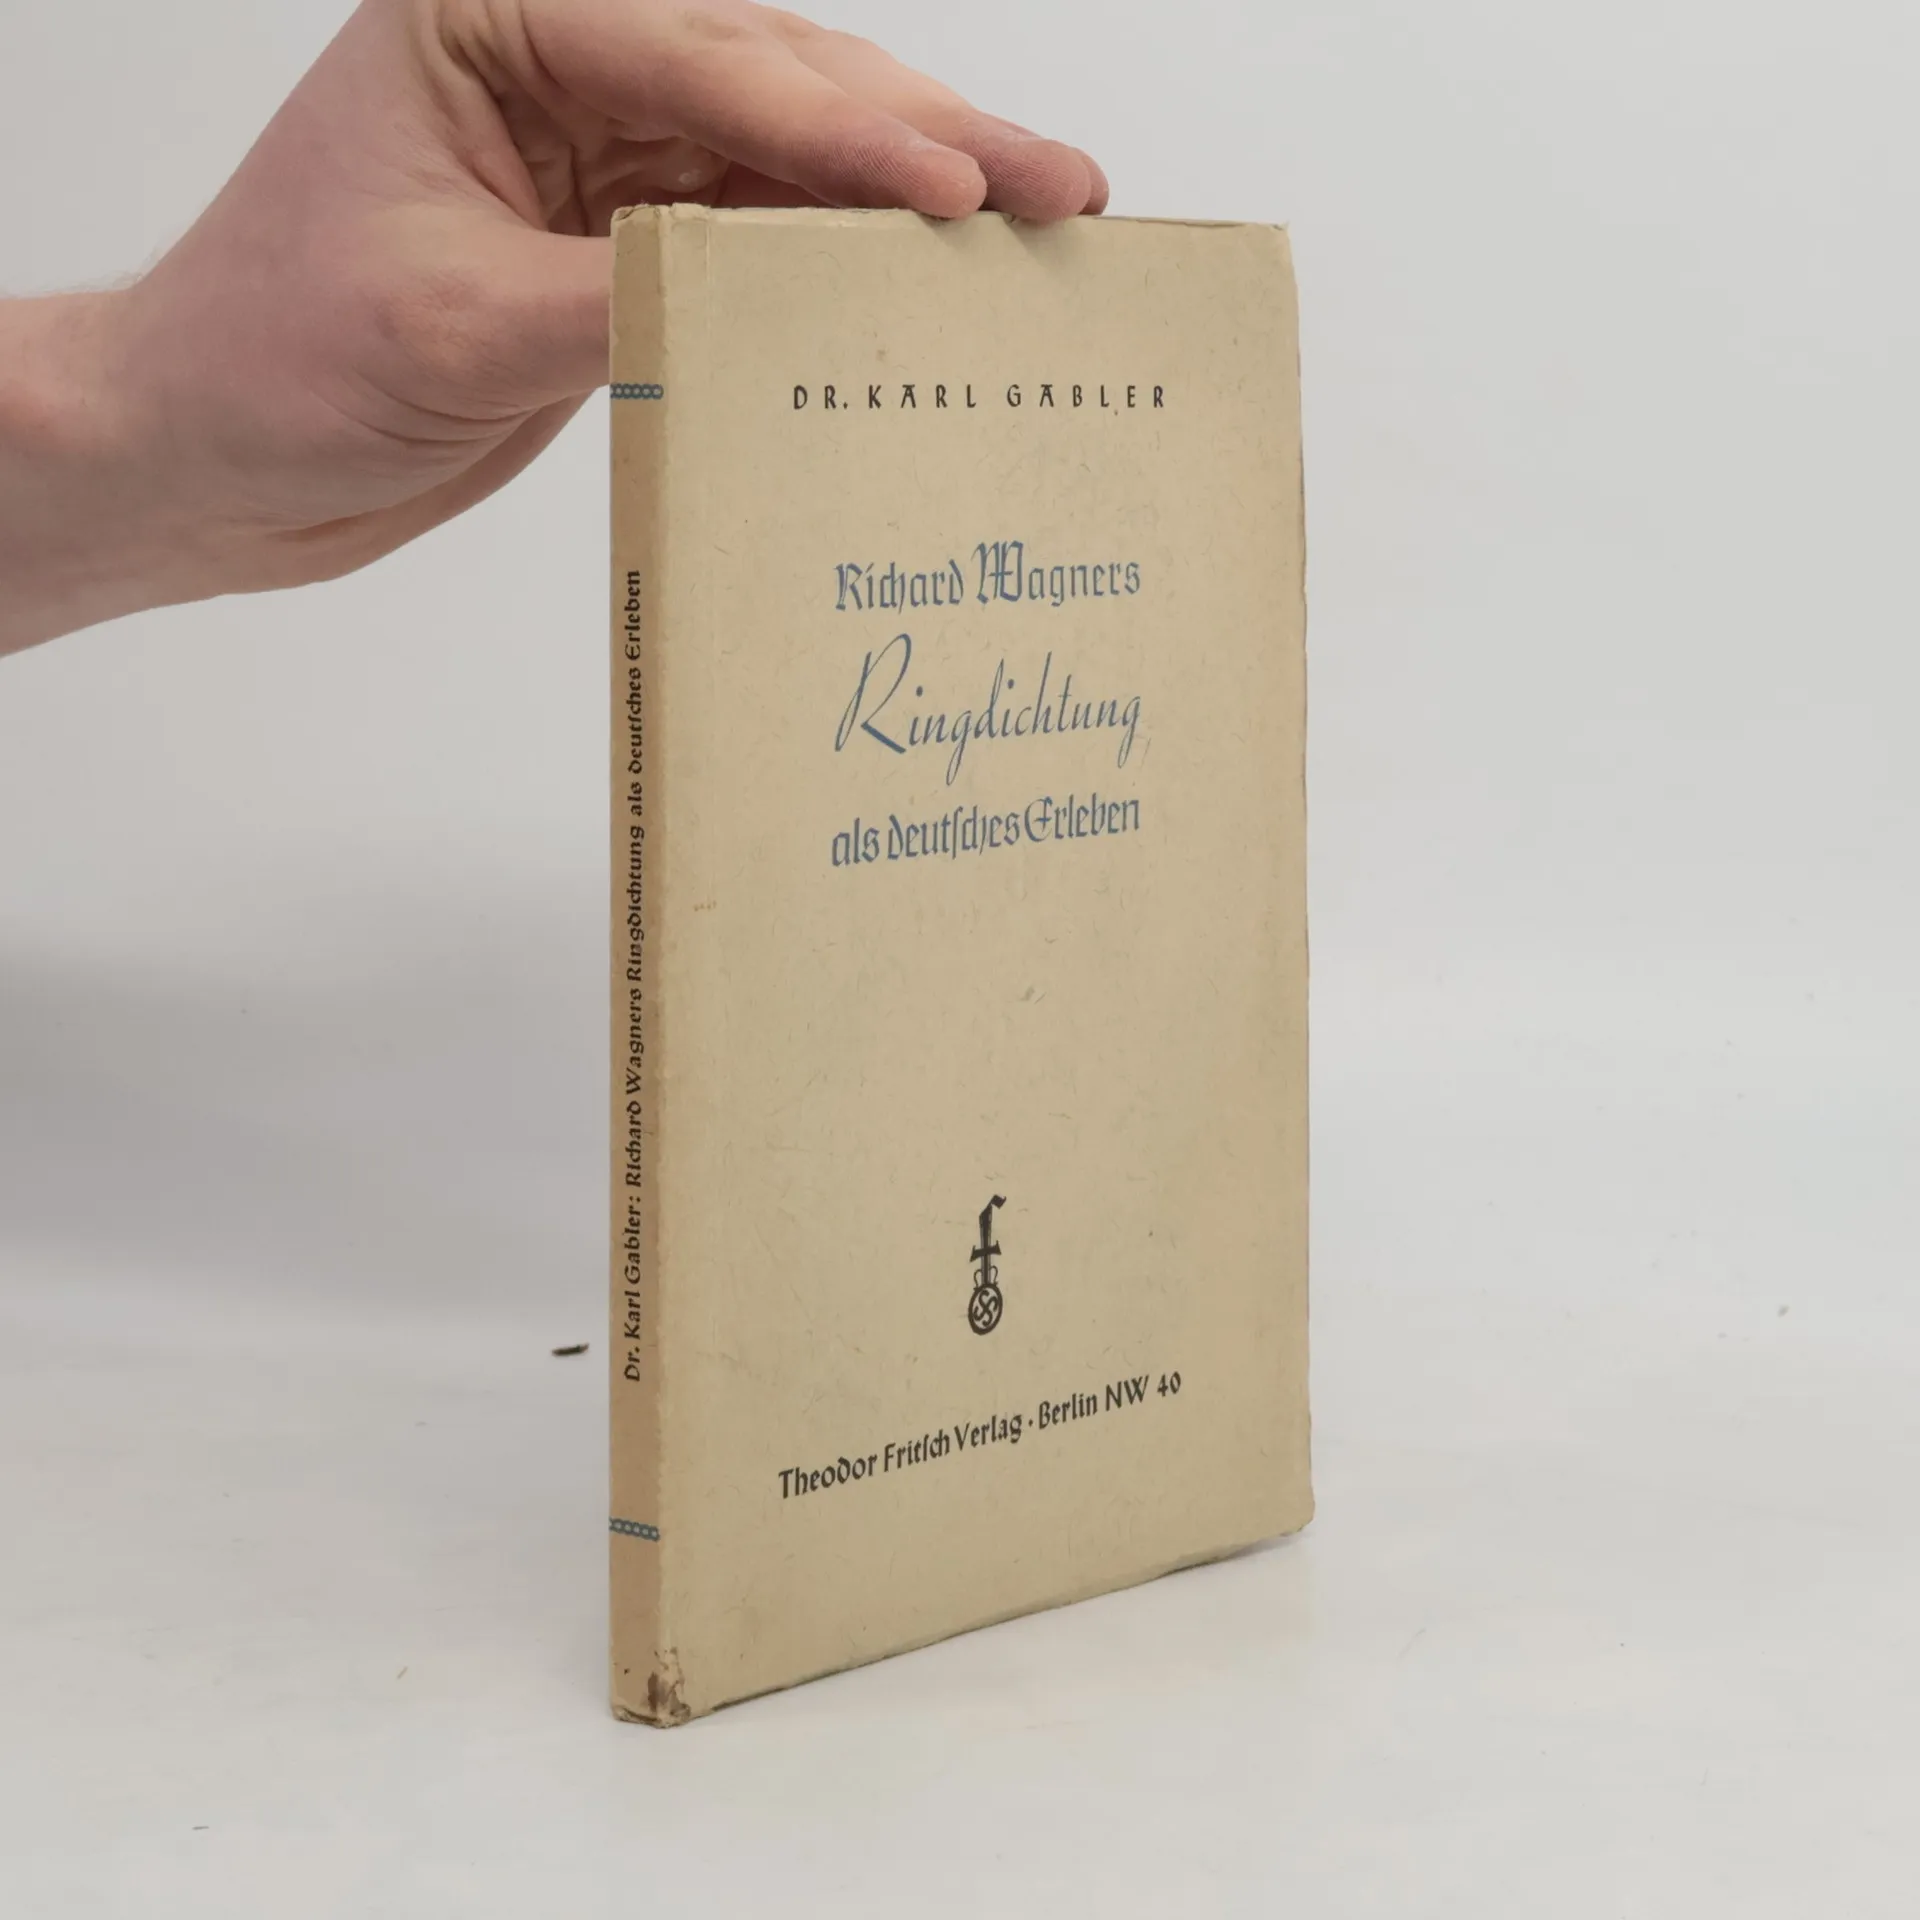 DR. KARL GABLER
Richard Wagners
Ringdichtung
als deutſches Erleben
Theodor Fritſch Verlag · Berlin NW 40
Dr. Karl Gabler: Richard Wagners Ringdichtung als deutſches Erleben